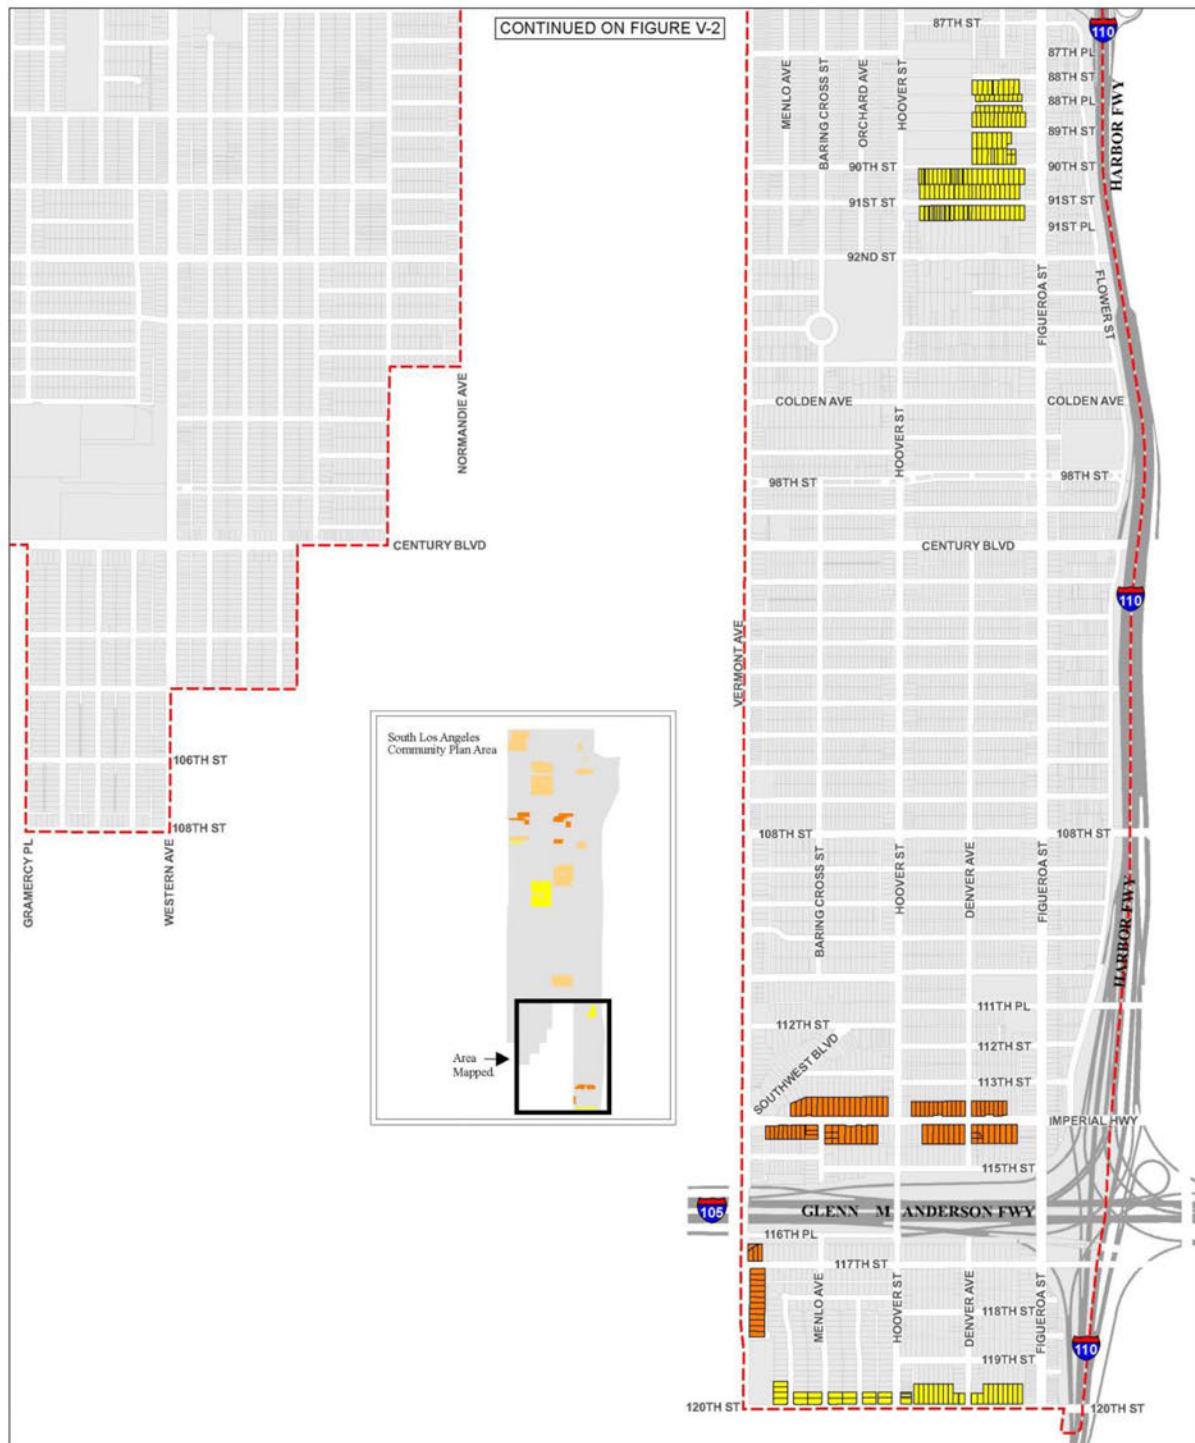 CONTINUED ON FIGURE V-2
87TH ST
110
87TH PL
88TH ST
88TH PL
89TH ST
90TH ST
90TH ST
91ST ST
91ST ST
91ST PL
92ND ST
MENLO AVE
BARING CROSS ST
ORCHARD AVE
HOOVER ST
HARBOR FWY
FIGUEROA ST
FLOWER ST
NORMANDIE AVE
COLDEN AVE
COLDEN AVE
HOOVER ST
98TH ST
98TH ST
CENTURY BLVD
CENTURY BLVD
110
VERMONT AVE
South Los Angeles
Community Plan Area
Area
Mapped.
106TH ST
108TH ST
108TH ST
108TH ST
GRAMERCY PL
WESTERN AVE
BARING CROSS ST
HOOVER ST
DENVER AVE
FIGUEROA ST
HARBOR FWY
111TH PL
112TH ST
112TH ST
SOUTHWEST BLVD
113TH ST
IMPERIAL HWY
115TH ST
105
GLENN M ANDERSON FWY
116TH PL
117TH ST
MENLO AVE
HOOVER ST
DENVER AVE
FIGUEROA ST
118TH ST
110
119TH ST
120TH ST
120TH ST